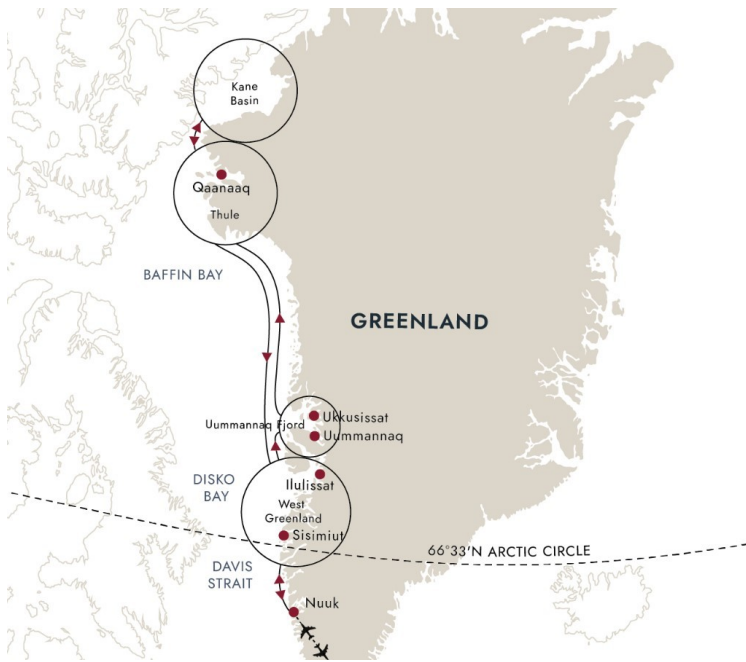 Kane
Basin
Qaanaaq
Thule
BAFFIN BAY
GREENLAND
Ukkusissat
Uummannaq Fjord
Uummannaq
DISKO
BAY
Ilulissat
West
Greenland
Sisimiut
66°33'N ARCTIC CIRCLE
DAVIS
STRAIT
Nuuk